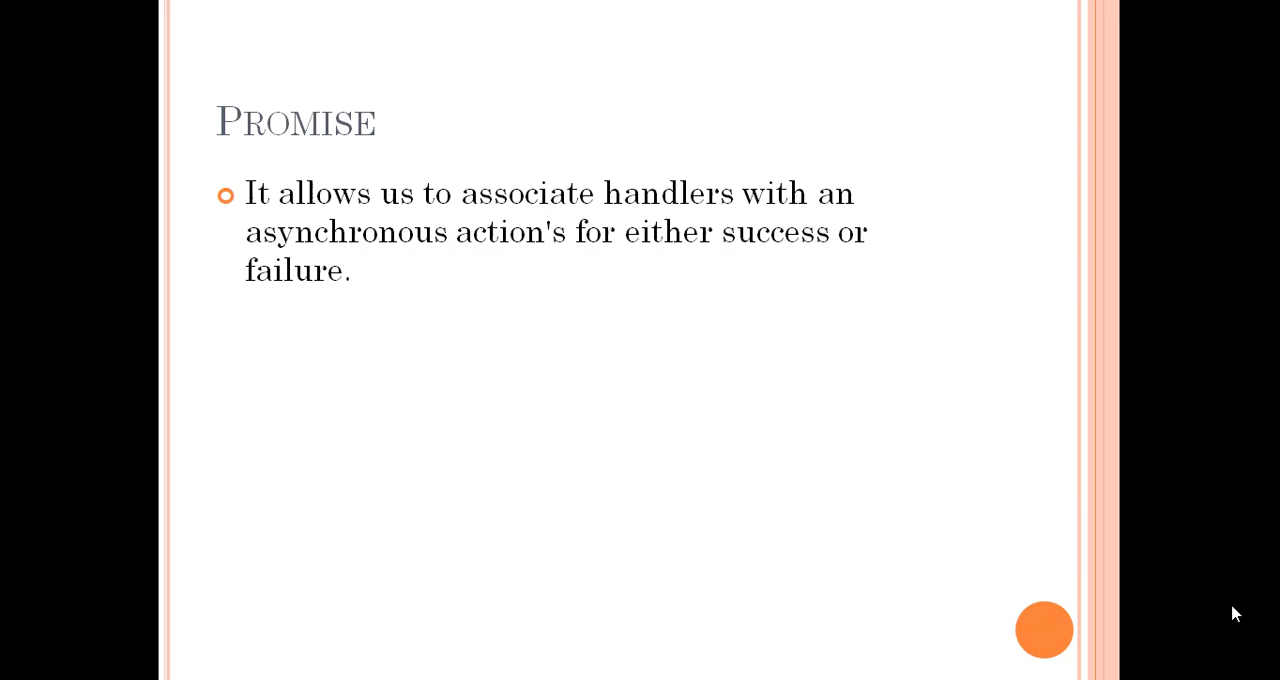 Promise
It allows us to associate handlers with an
asynchronous action's for either success or
failure.